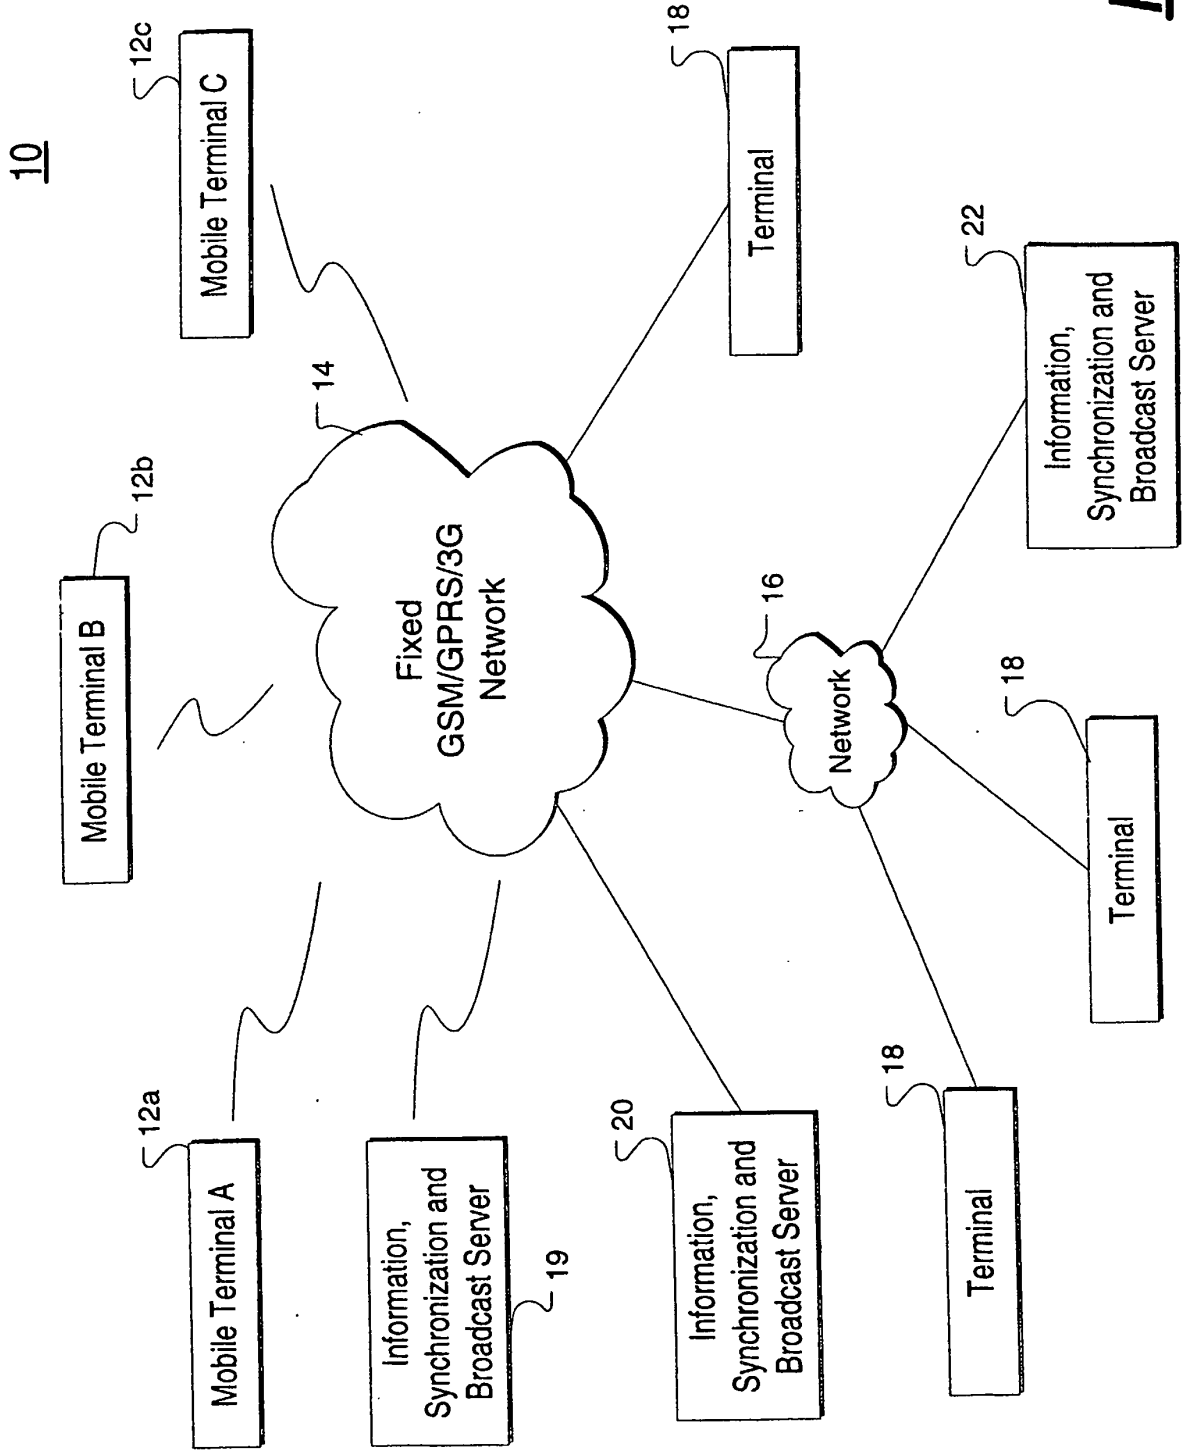 10
12a
Mobile Terminal A
12b
Mobile Terminal B
12c
Mobile Terminal C
14
Fixed
GSM/GPRS/3G
Network
Information,
Synchronization and
Broadcast Server
19
20
Information,
Synchronization and
Broadcast Server
18
Terminal
16
Network
18
Terminal
18
Terminal
22
Information,
Synchronization and
Broadcast Server